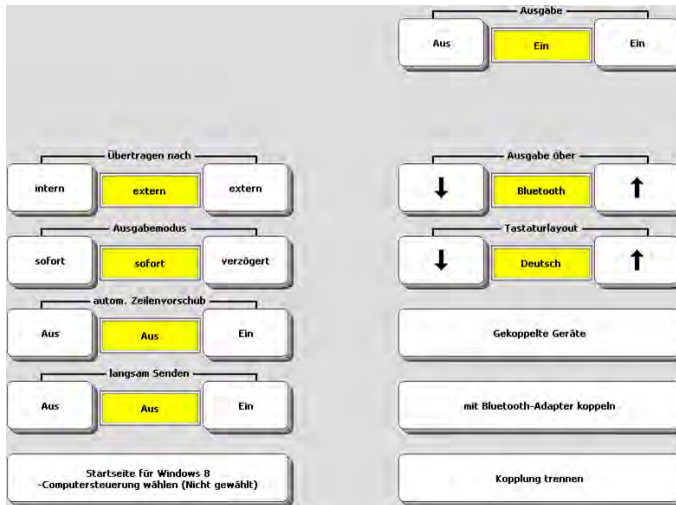 Ausgabe
Aus Ein Ein
Übertragen nach
intern extern extern
Ausgabe über
Bluetooth
Ausgabemodus
sofort sofort verzögert
Tastaturlayout
Deutsch
autom. Zeilenvorschub
Aus Aus Ein
Gekoppelte Geräte
langsam Senden
Aus Aus Ein
mit Bluetooth-Adapter koppeln
Startseite für Windows 8
-Computersteuerung wählen (Nicht gewählt)
Kopplung trennen